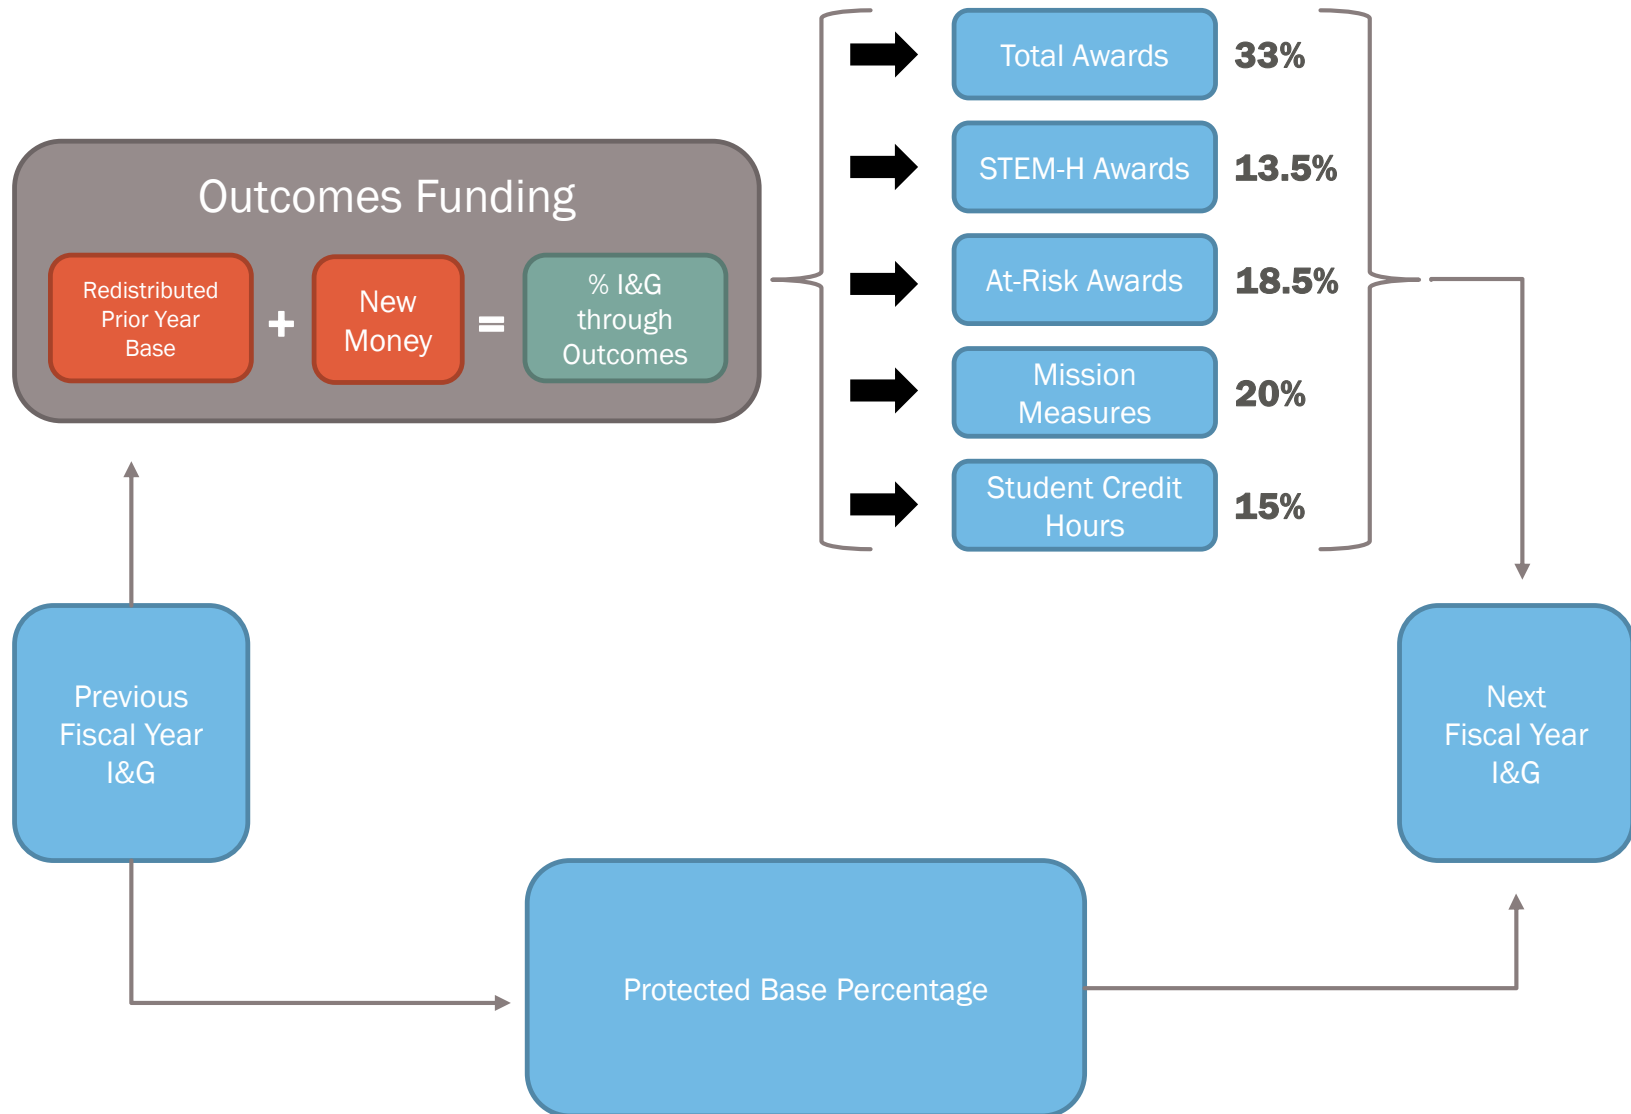 Outcomes Funding
Redistributed
Prior Year
Base
+
New
Money
=
% I&G
through
Outcomes
Total Awards
33%
STEM-H Awards
13.5%
At-Risk Awards
18.5%
Mission
Measures
20%
Student Credit
Hours
15%
Previous
Fiscal Year
I&G
Next
Fiscal Year
I&G
Protected Base Percentage